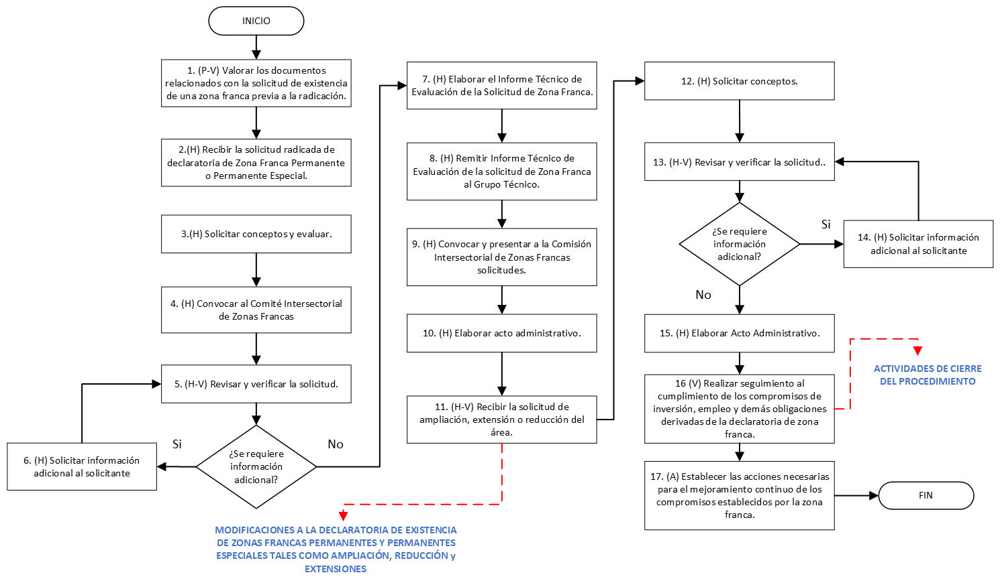 INICIO
1. (P-V) Valorar los documentos
relacionados con la solicitud de existencia
de una zona franca previa a la radicación.
2.(H) Recibir la solicitud radicada de
declaratoria de Zona Franca Permanente
o Permanente Especial.
3.(H) Solicitar conceptos y evaluar.
4. (H) Convocar al Comité Intersectorial
de Zonas Francas
5. (H-V) Revisar y verificar la solicitud.
¿Se requiere
información
adicional?
Si
No
6. (H) Solicitar información
adicional al solicitante
7. (H) Elaborar el Informe Técnico de
Evaluación de la Solicitud de Zona Franca.
8. (H) Remitir Informe Técnico de
Evaluación de la solicitud de Zona Franca
al Grupo Técnico.
9. (H) Convocar y presentar a la Comisión
Intersectorial de Zonas Francas
solicitudes.
10. (H) Elaborar acto administrativo.
11. (H-V) Recibir la solicitud de
ampliación, extensión o reducción del
área.
MODIFICACIONES A LA DECLARATORIA DE EXISTENCIA
DE ZONAS FRANCAS PERMANENTES Y PERMANENTES
ESPECIALES TALES COMO AMPLIACIÓN, REDUCCIÓN y
EXTENSIONES
12. (H) Solicitar conceptos.
13. (H-V) Revisar y verificar la solicitud..
¿Se requiere
información
adicional?
Si
No
14. (H) Solicitar información
adicional al solicitante
15. (H) Elaborar Acto Administrativo.
16 (V) Realizar seguimiento al
cumplimiento de los compromisos de
inversión, empleo y demás obligaciones
derivadas de la declaratoria de zona
franca.
ACTIVIDADES DE CIERRE
DEL PROCEDIMIENTO
17. (A) Establecer las acciones necesarias
para el mejoramiento continuo de los
compromisos establecidos por la zona
franca.
FIN